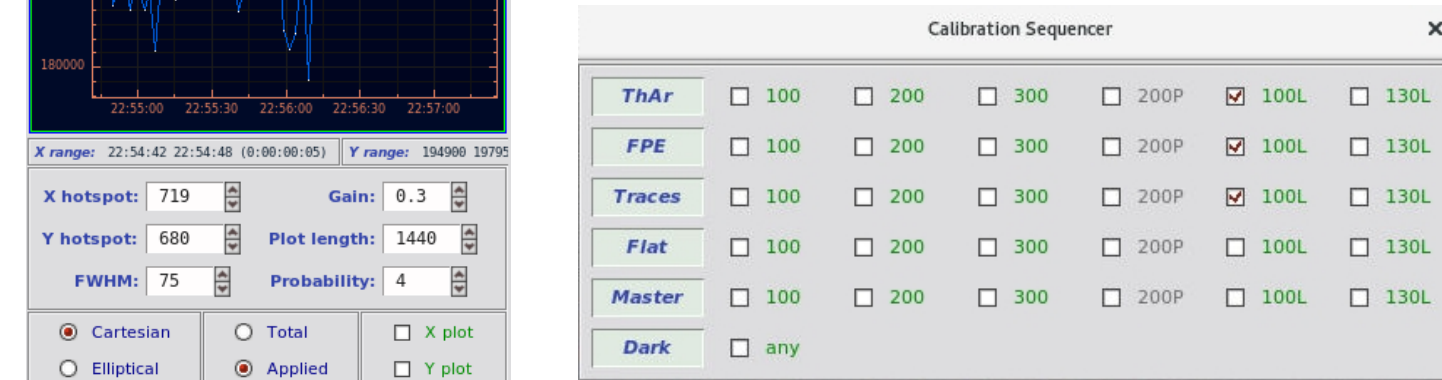 180000
22:55:00 22:55:30 22:56:00 22:56:30 22:57:00
X range: 22:54:42 22:54:48 (0:00:00:05) Y range: 194900 19795
X hotspot: 719 Gain: 0.3
Y hotspot: 680 Plot length: 1440
FWHM: 75 Probability: 4
Cartesian Total X plot
Elliptical Applied Y plot
Calibration Sequencer
ThAr 100 200 300 200P 100L 130L
FPE 100 200 300 200P 100L 130L
Traces 100 200 300 200P 100L 130L
Flat 100 200 300 200P 100L 130L
Master 100 200 300 200P 100L 130L
Dark any